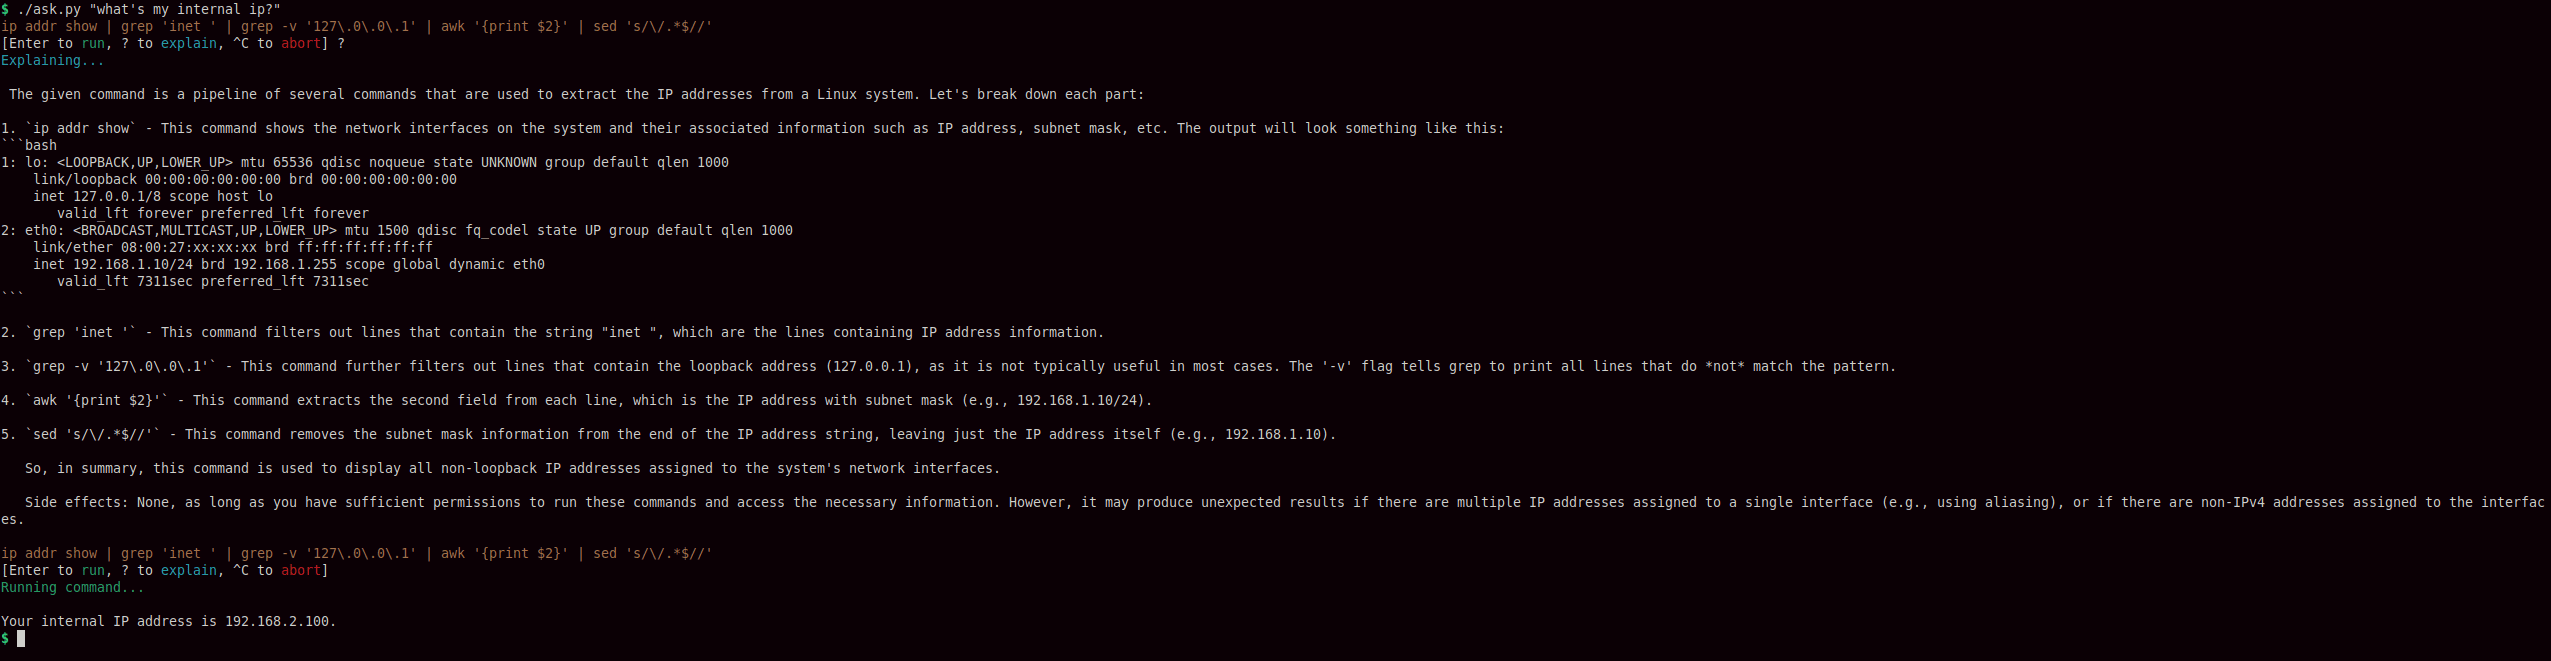 $ ./ask.py "what's my internal ip?"
ip addr show | grep 'inet ' | grep -v '127\.0\.0\.1' | awk '{print $2}' | sed 's/\/.*$//'
[Enter to run, ? to explain, ^C to abort] ?
Explaining...

 The given command is a pipeline of several commands that are used to extract the IP addresses from a Linux system. Let's break down each part:

1. `ip addr show` - This command shows the network interfaces on the system and their associated information such as IP address, subnet mask, etc. The output will look something like this:
```bash
1: lo: <LOOPBACK,UP,LOWER_UP> mtu 65536 qdisc noqueue state UNKNOWN group default qlen 1000
    link/loopback 00:00:00:00:00:00 brd 00:00:00:00:00:00
    inet 127.0.0.1/8 scope host lo
       valid_lft forever preferred_lft forever
2: eth0: <BROADCAST,MULTICAST,UP,LOWER_UP> mtu 1500 qdisc fq_codel state UP group default qlen 1000
    link/ether 08:00:27:xx:xx:xx brd ff:ff:ff:ff:ff:ff
    inet 192.168.1.10/24 brd 192.168.1.255 scope global dynamic eth0
       valid_lft 7311sec preferred_lft 7311sec
```

2. `grep 'inet '` - This command filters out lines that contain the string "inet ", which are the lines containing IP address information.

3. `grep -v '127\.0\.0\.1'` - This command further filters out lines that contain the loopback address (127.0.0.1), as it is not typically useful in most cases. The '-v' flag tells grep to print all lines that do *not* match the pattern.

4. `awk '{print $2}'` - This command extracts the second field from each line, which is the IP address with subnet mask (e.g., 192.168.1.10/24).

5. `sed 's/\/.*$//'` - This command removes the subnet mask information from the end of the IP address string, leaving just the IP address itself (e.g., 192.168.1.10).

   So, in summary, this command is used to display all non-loopback IP addresses assigned to the system's network interfaces.

   Side effects: None, as long as you have sufficient permissions to run these commands and access the necessary information. However, it may produce unexpected results if there are multiple IP addresses assigned to a single interface (e.g., using aliasing), or if there are non-IPv4 addresses assigned to the interfac
es.

ip addr show | grep 'inet ' | grep -v '127\.0\.0\.1' | awk '{print $2}' | sed 's/\/.*$//'
[Enter to run, ? to explain, ^C to abort]
Running command...

Your internal IP address is 192.168.2.100.
$